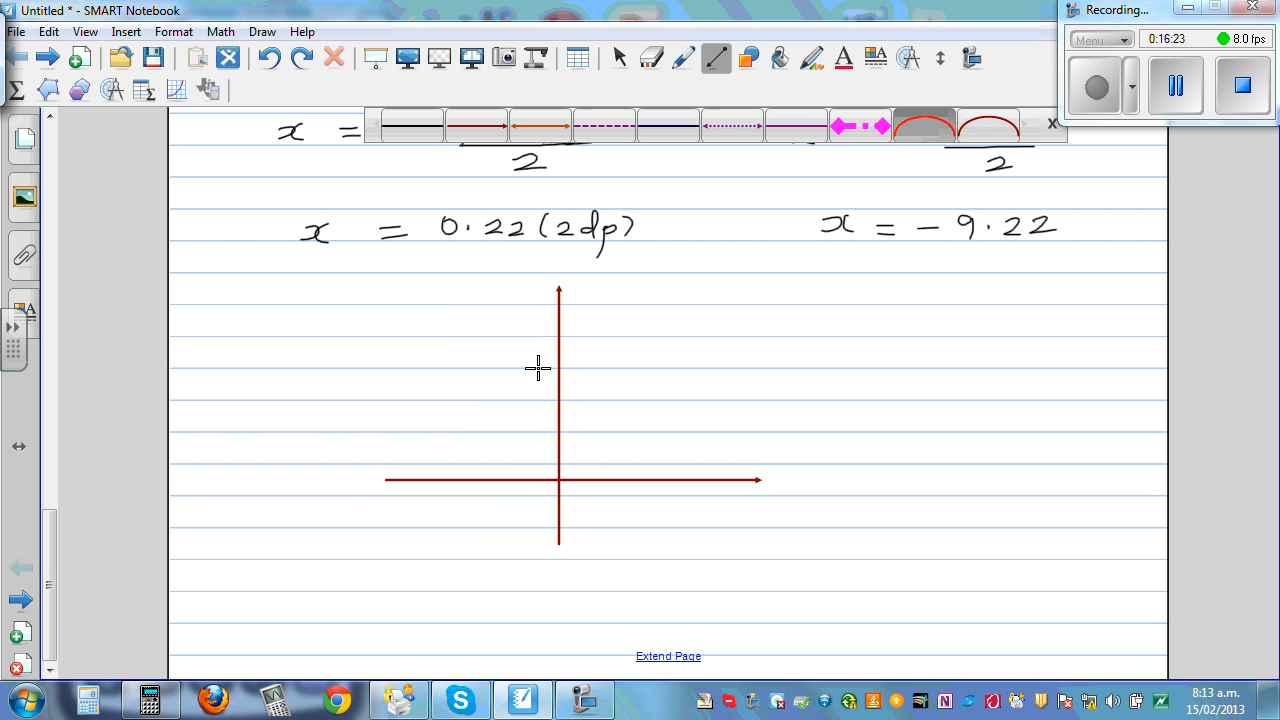 Untitled * - SMART Notebook
File Edit View Insert Format Math Draw Help
Recording...
Menu 0:16:23 8.0 fps
x =
2
2
x = 0.22 (2dp) x = - 9.22
Extend Page
8:13 a.m.
15/02/2013